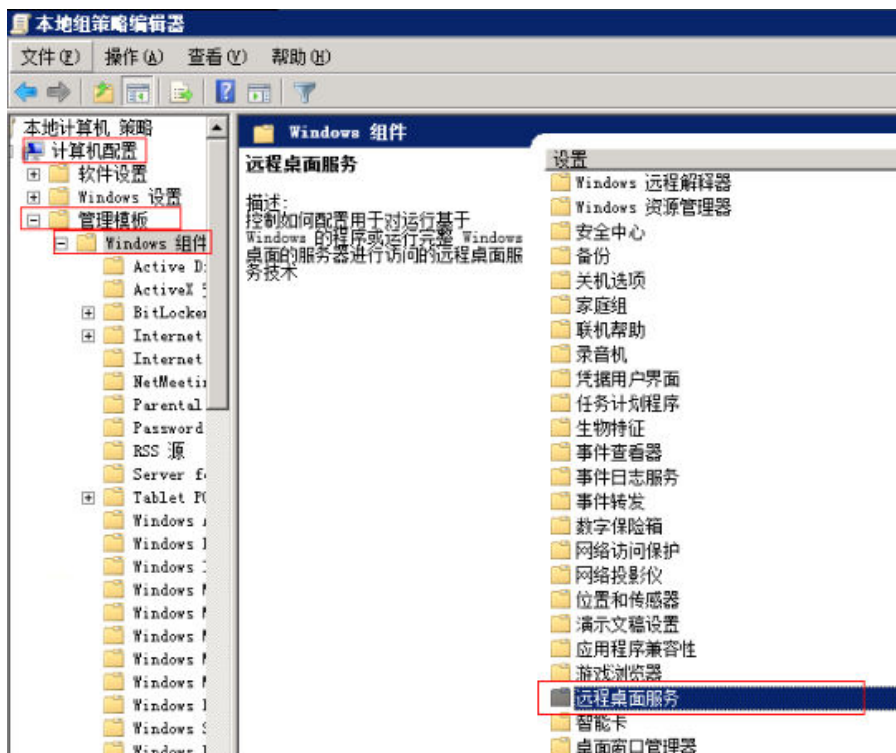 本地组策略编辑器
文件(F) 操作(A) 查看(V) 帮助(H)
本地计算机 策略
计算机配置
软件设置
Windows 设置
管理模板
Windows 组件
Active D
ActiveX
BitLocker
Internet
Internet
NetMeeti
Parental
Password
RSS 源
Server f
Tablet P
Windows
Windows
Windows
Windows
Windows
Windows
Windows
Windows
Windows
Windows
Windows
Windows 组件
远程桌面服务
描述:
控制如何配置用于对运行基于
Windows 的程序或运行完整 Windows
桌面的服务器进行访问的远程桌面服
务技术
设置
Windows 远程解释器
Windows 资源管理器
安全中心
备份
关机选项
家庭组
联机帮助
录音机
凭据用户界面
任务计划程序
生物特征
事件查看器
事件日志服务
事件转发
数字保险箱
网络访问保护
网络投影仪
位置和传感器
演示文稿设置
应用程序兼容性
游戏浏览器
远程桌面服务
智能卡
桌面窗口管理器